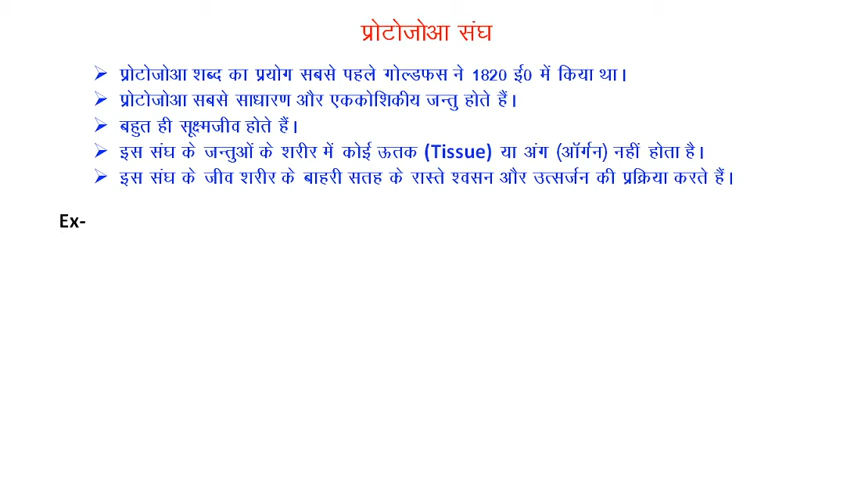 प्रोटोजोआ संघ
➢ प्रोटोजोआ शब्द का प्रयोग सबसे पहले गोल्डफस ने 1820 ई0 में किया था।
➢ प्रोटोजोआ सबसे साधारण और एककोशिकीय जन्तु होते हैं।
➢ बहुत ही सूक्ष्मजीव होते हैं।
➢ इस संघ के जन्तुओं के शरीर में कोई ऊतक (Tissue) या अंग (ऑर्गन) नहीं होता है।
➢ इस संघ के जीव शरीर के बाहरी सतह के रास्ते श्वसन और उत्सर्जन की प्रक्रिया करते हैं।
Ex-